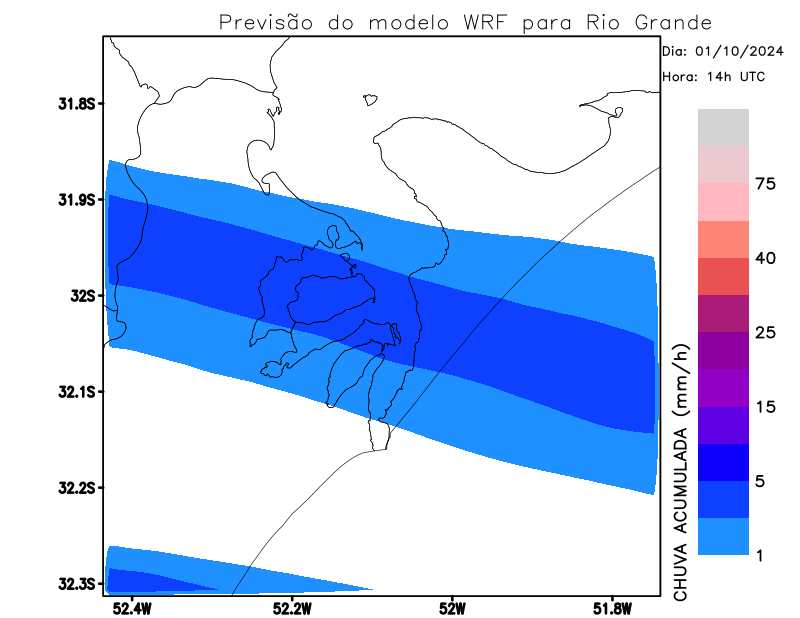 Previsão do modelo WRF para Rio Grande
Dia: 01/10/2024
Hora: 14h UTC
31.8S
31.9S
32S
32.1S
32.2S
32.3S
52.4W
52.2W
52W
51.8W
75
40
25
15
5
1
CHUVA ACUMULADA (mm/h)